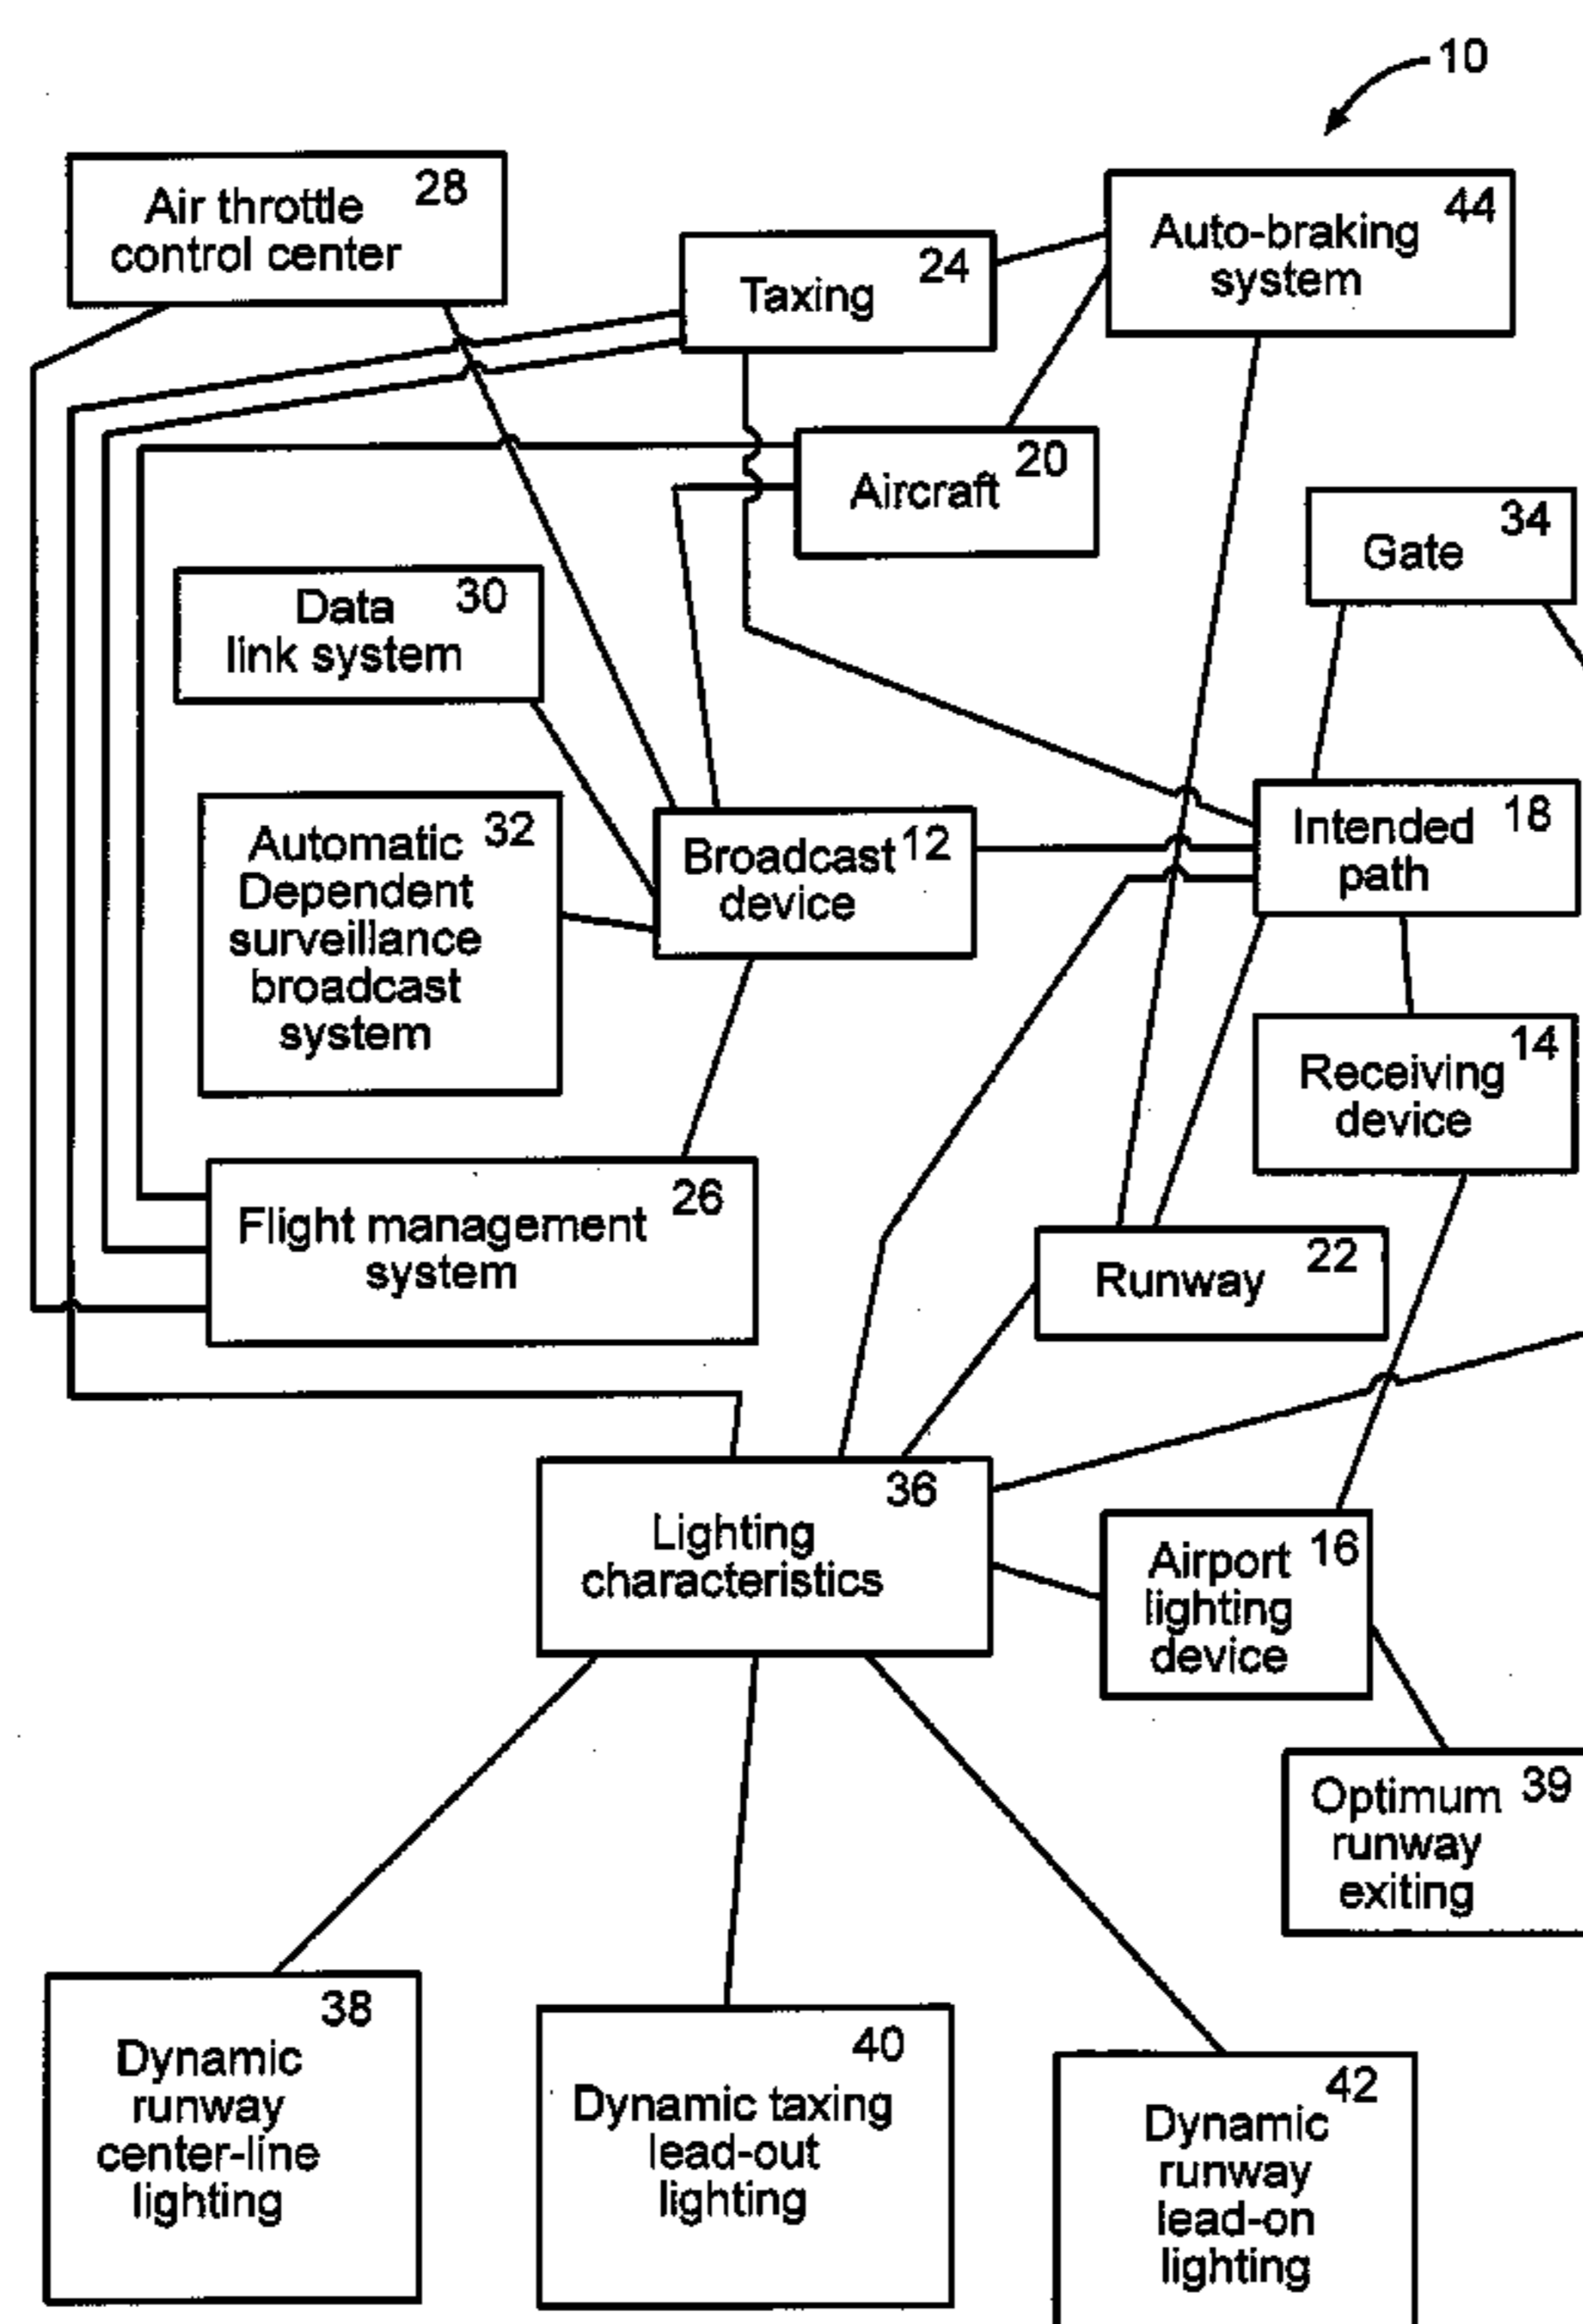 10
28
Air throttle
control center
24
Taxing
44
Auto-braking
system
20
Aircraft
34
Gate
30
Data
link system
32
Automatic
Dependent
surveillance
broadcast
system
12
Broadcast
device
18
Intended
path
14
Receiving
device
26
Flight management
system
22
Runway
36
Lighting
characteristics
16
Airport
lighting
device
39
Optimum
runway
exiting
38
Dynamic
runway
center-line
lighting
40
Dynamic taxing
lead-out
lighting
42
Dynamic
runway
lead-on
lighting